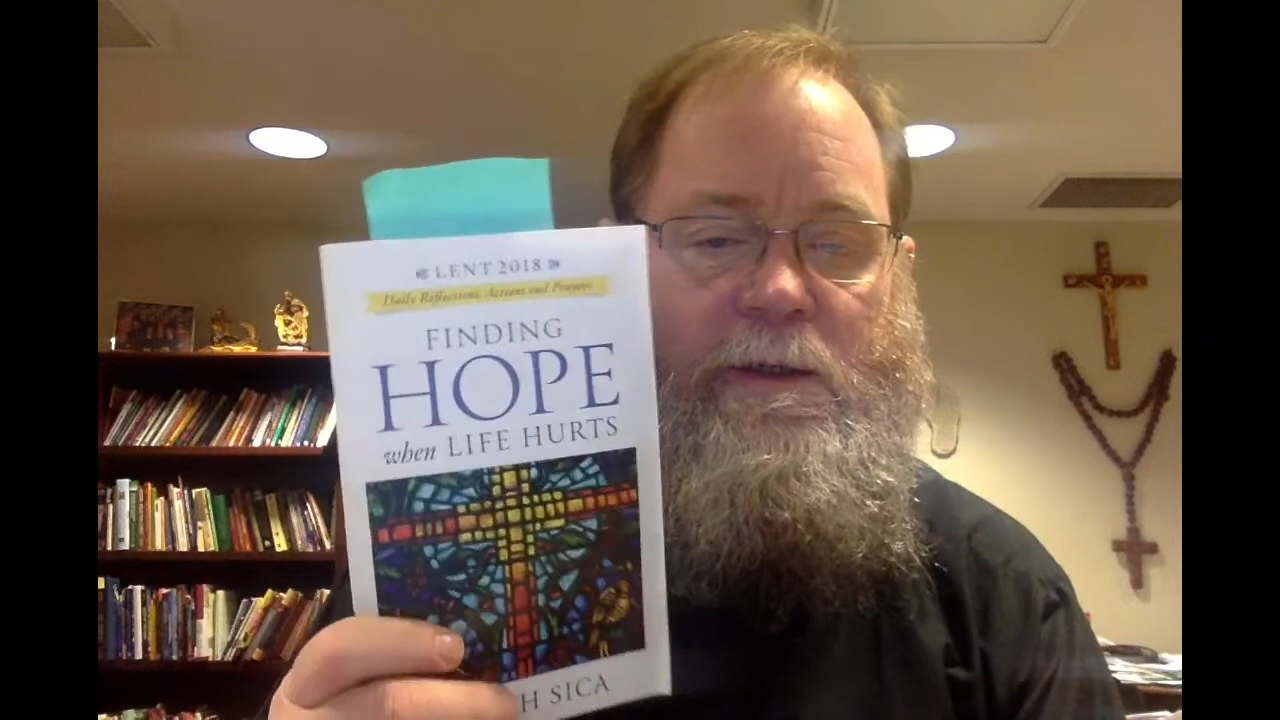 LENT 2018
Daily Reflections, Actions and Prayers
FINDING
HOPE
when LIFE HURTS
H SICA